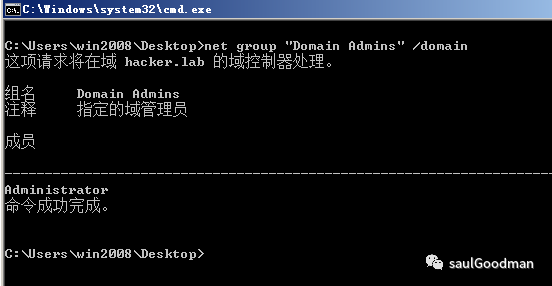 C:\Windows\system32\cmd.exe
C:\Users\win2008\Desktop>net group "Domain Admins" /domain
这项请求将在域 hacker.lab 的域控制器处理。
组名 Domain Admins
注释 指定的域管理员
成员
-------------------------------------------------------------------------------
Administrator
命令成功完成。
C:\Users\win2008\Desktop>
saulGoodman